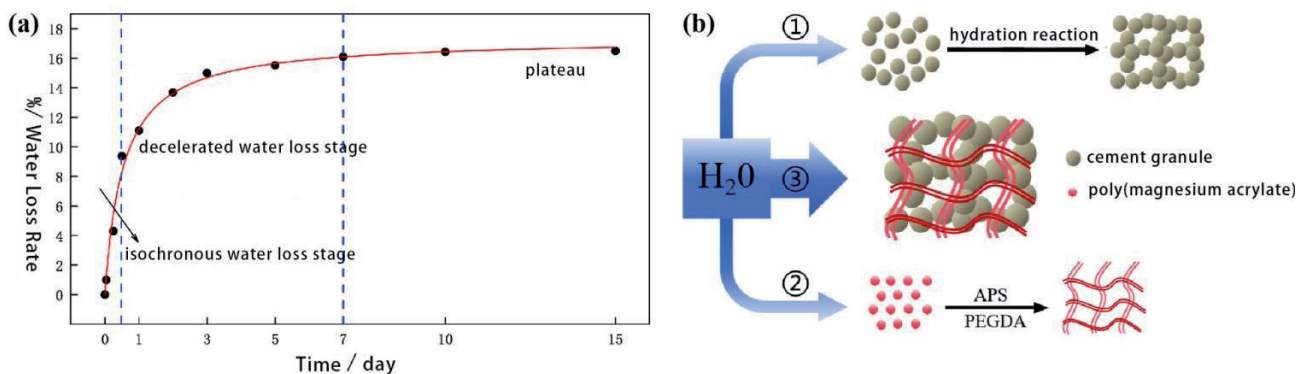 (a)
%/ Water Loss Rate
18
16
14
12
10
8
6
4
2
0
plateau
decelerated water loss stage
isochronous water loss stage
0 1 3 5 7 10 15
Time / day
(b)
①
hydration reaction
H₂0
③
cement granule
poly(magnesium acrylate)
②
APS
PEGDA